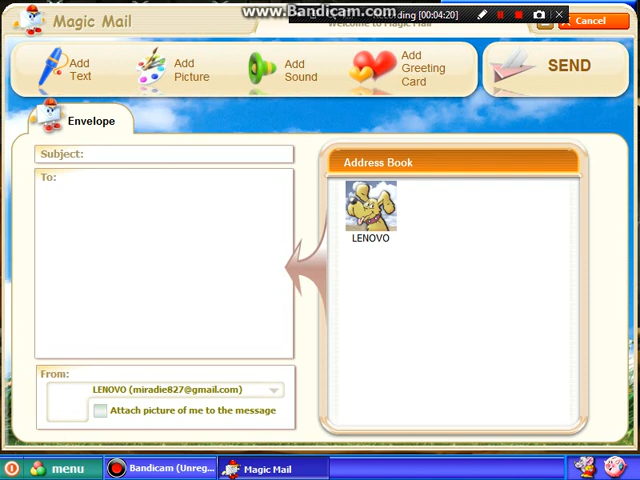 www.Bandicam.com
Recording [00:04:20]
Magic Mail
Welcome to Magic Mail
Cancel
Add
Text
Add
Picture
Add
Sound
Add
Greeting
Card
SEND
Envelope
Subject:
To:
Address Book
LENOVO
From:
LENOVO (miradie827@gmail.com)
Attach picture of me to the message
menu
Bandicam (Unreg...
Magic Mail